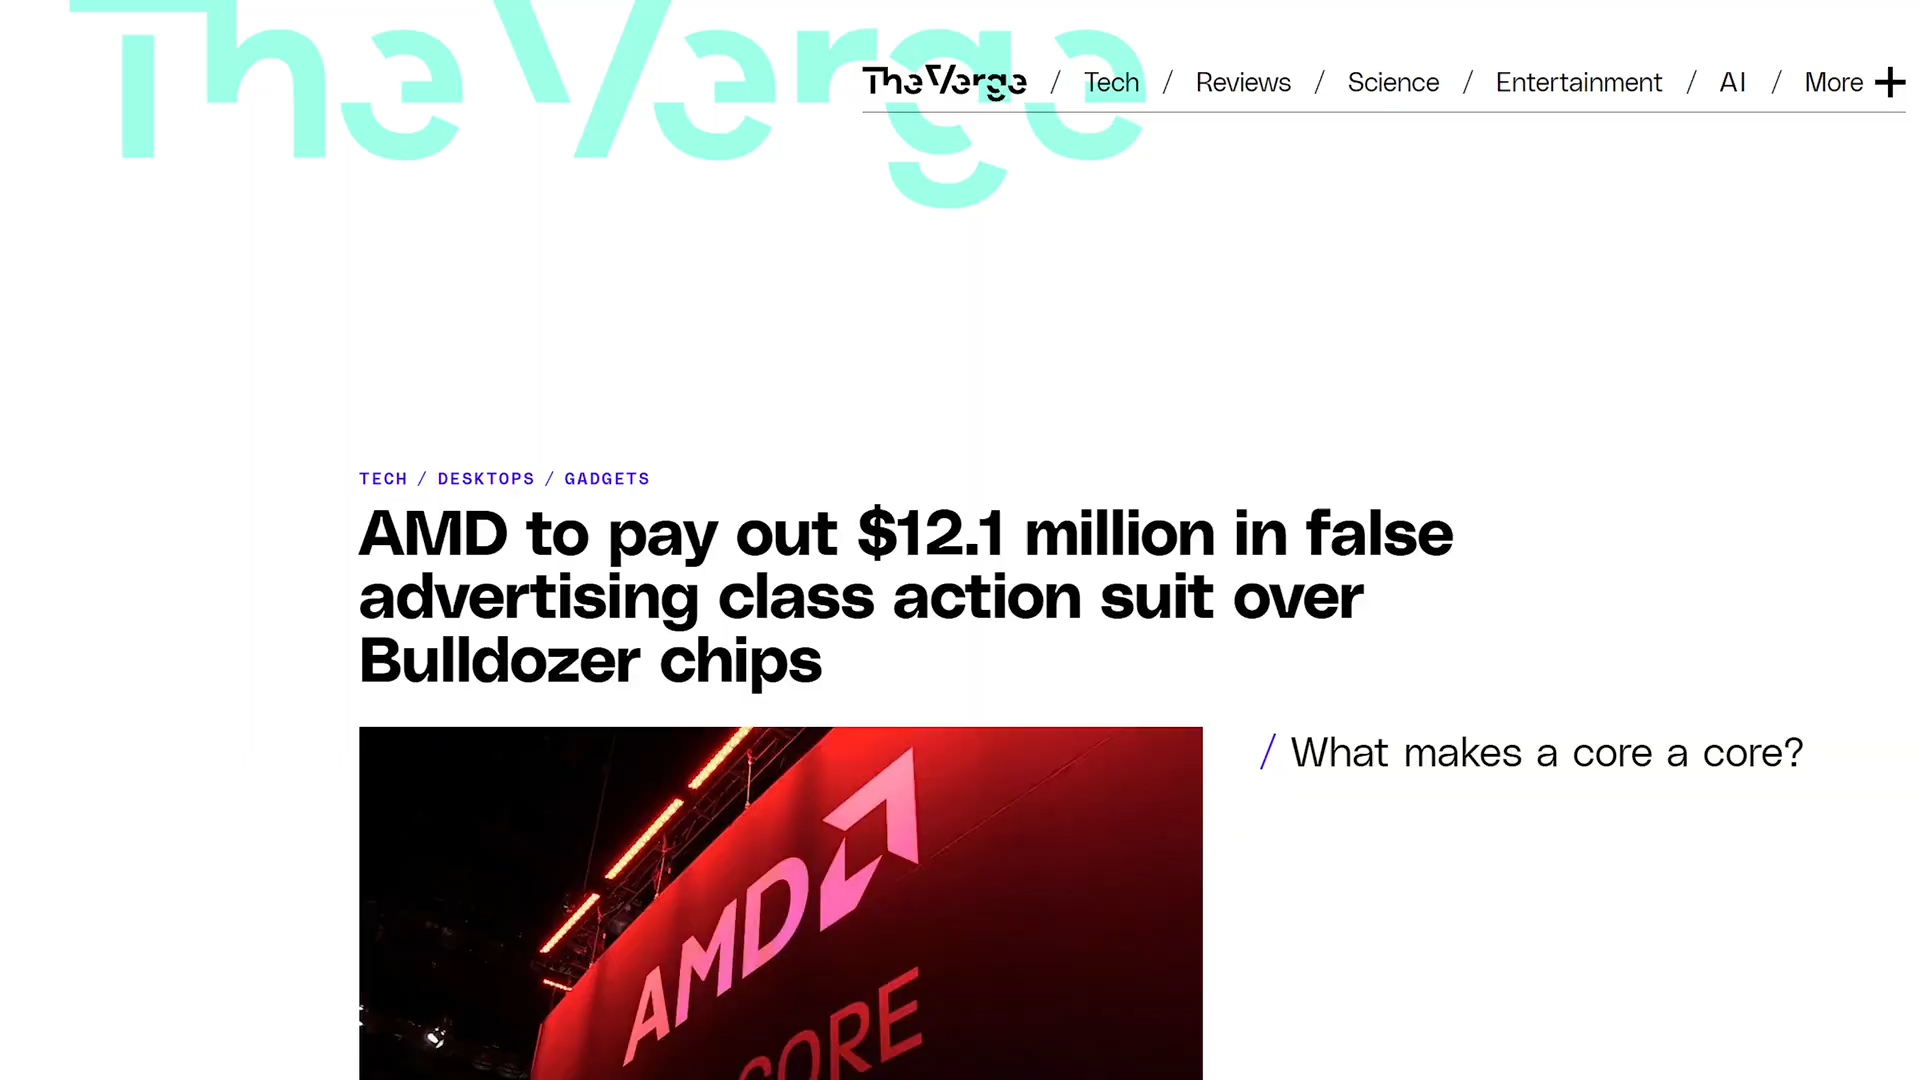 The Verge
The Verge / Tech / Reviews / Science / Entertainment / AI / More +
TECH / DESKTOPS / GADGETS
AMD to pay out $12.1 million in false
advertising class action suit over
Bulldozer chips
/ What makes a core a core?
AMD
CORE